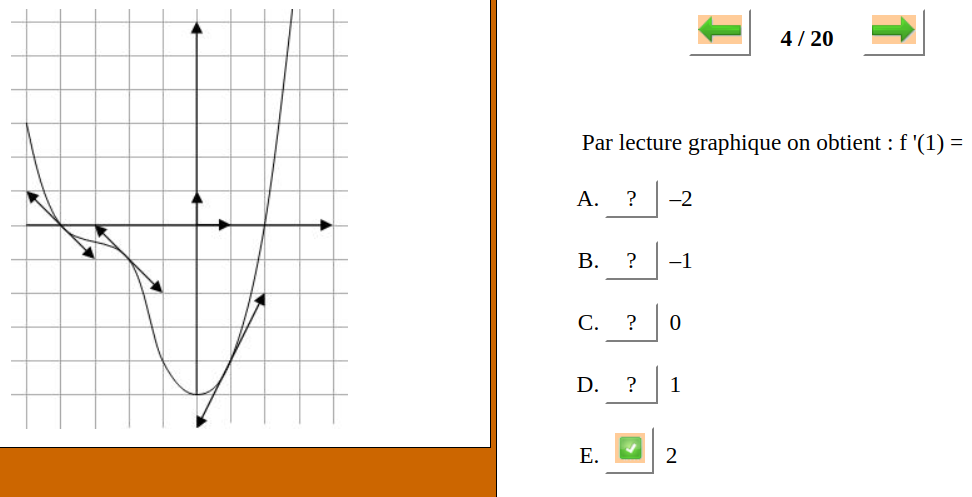 4 / 20
Par lecture graphique on obtient : f '(1) =
A. ? –2
B. ? –1
C. ? 0
D. ? 1
E. 2